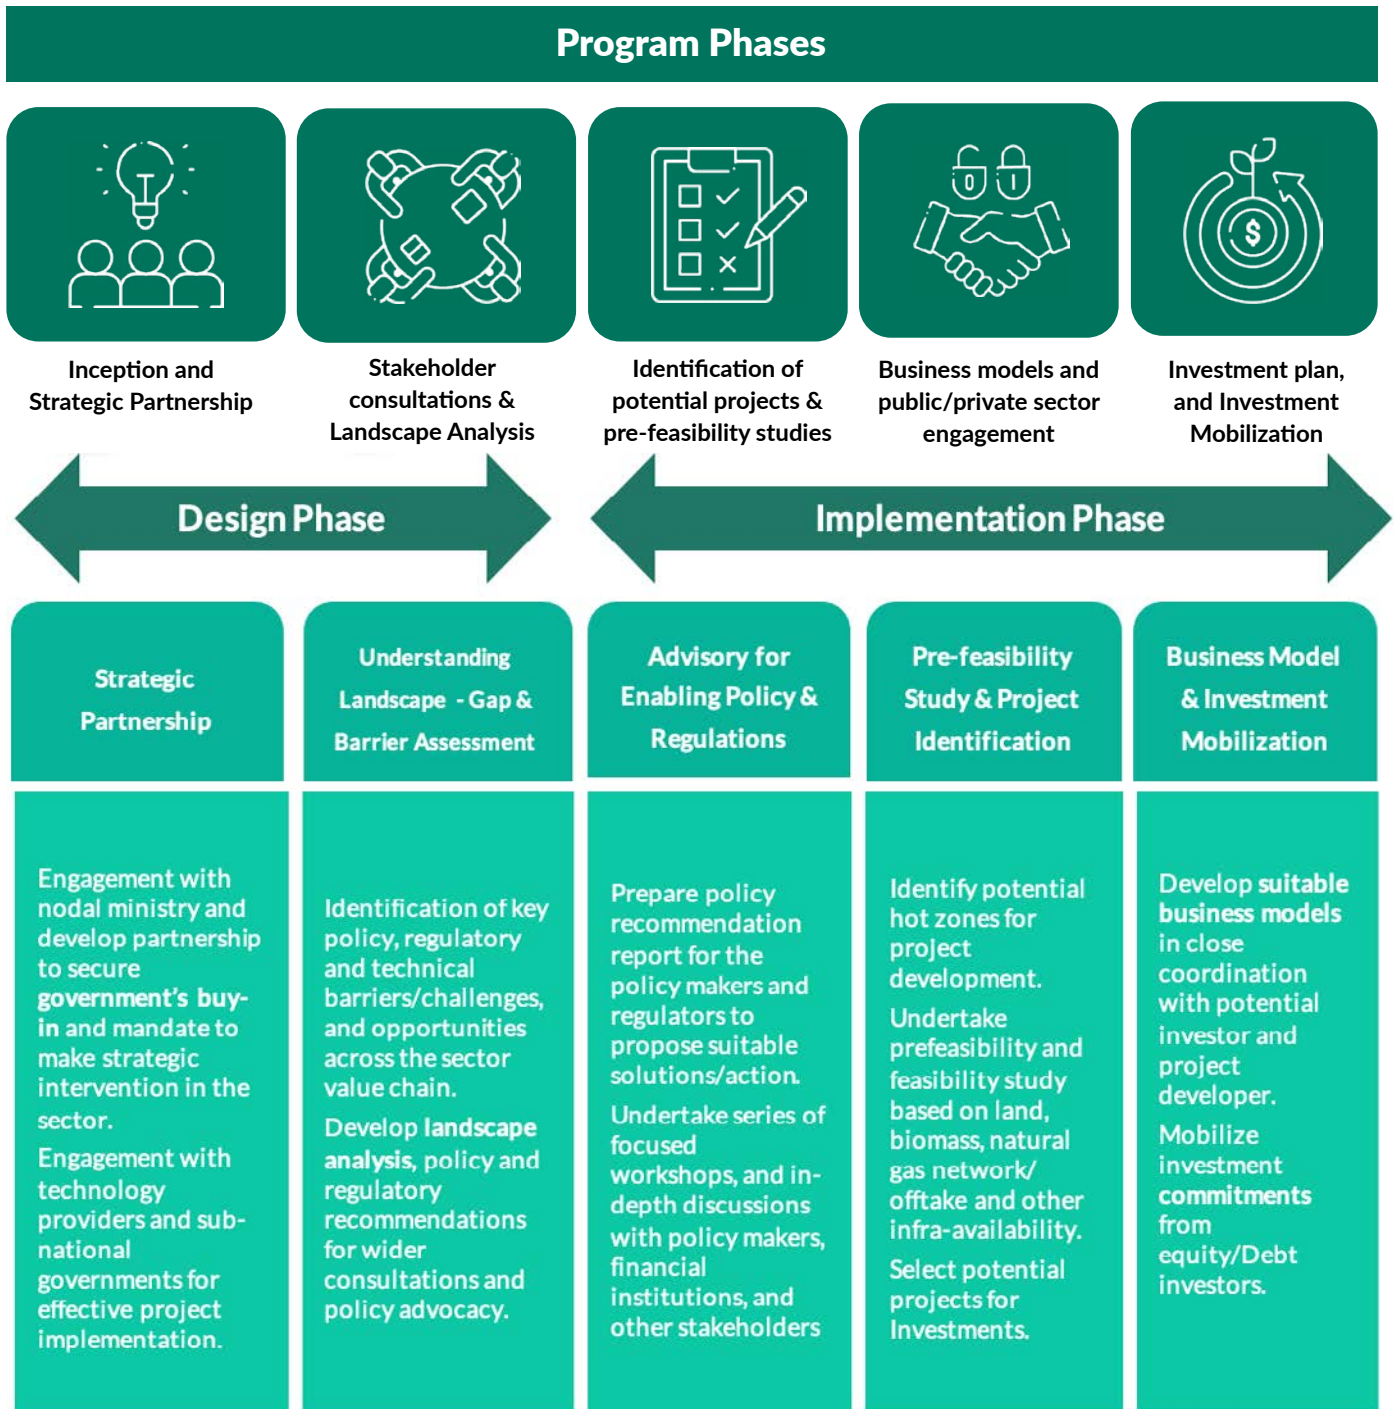 Program Phases
Inception and
Strategic Partnership
Stakeholder
consultations &
Landscape Analysis
Identification of
potential projects &
pre-feasibility studies
Business models and
public/private sector
engagement
Investment plan,
and Investment
Mobilization
Design Phase
Implementation Phase
Strategic
Partnership
Understanding
Landscape - Gap &
Barrier Assessment
Advisory for
Enabling Policy &
Regulations
Pre-feasibility
Study & Project
Identification
Business Model
& Investment
Mobilization
Engagement with
nodal ministry and
develop partnership
to secure
government's buy-
in and mandate to
make strategic
intervention in the
sector.
Engagement with
technology
providers and sub-
national
governments for
effective project
implementation.
Identification of key
policy, regulatory
and technical
barriers/challenges,
and opportunities
across the sector
value chain.
Develop landscape
analysis, policy and
regulatory
recommendations
for wider
consultations and
policy advocacy.
Prepare policy
recommendation
report for the
policy makers and
regulators to
propose suitable
solutions/action.
Undertake series of
focused
workshops, and in-
depth discussions
with policy makers,
financial
institutions, and
other stakeholders
Identify potential
hot zones for
project
development.
Undertake
prefeasibility and
feasibility study
based on land,
biomass, natural
gas network/
offtake and other
infra-availability.
Select potential
projects for
Investments.
Develop suitable
business models
in close
coordination
with potential
investor and
project
developer.
Mobilize
investment
commitments
from
equity/Debt
investors.